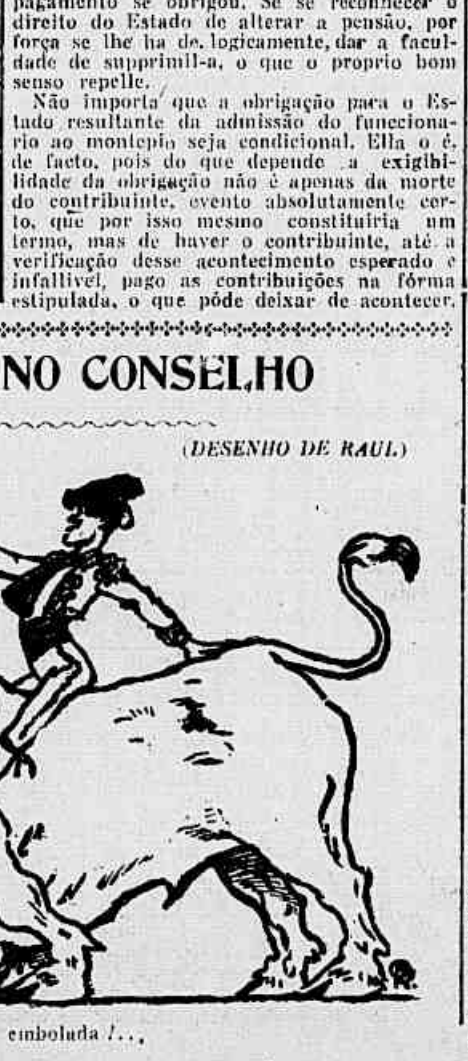 pagamento se obrigou. Se se reconhecer o
direito do Estado de alterar a pensão, por
força se lhe ha de, logicamente, dar a facul-
dade de supprimil-a, o que o proprio bom
senso repelle.
Não importa que a obrigação para o Es-
tado resultante da admissão do funcciona-
rio ao montepio seja condicional. Ella o é,
de facto, pois do que depende a exigibi-
lidade da obrigação não é apenas da morte
do contribuinte, evento absolutamente cer-
to, que por isso mesmo constituiria um
termo, mas de haver o contribuinte, até a
verificação desse acontecimento esperado e
infallivel, pago as contribuições na fórma
estipulada, o que póde deixar de acontecer.
NO CONSELHO
(DESENHO DE RAUL)
embolada !...